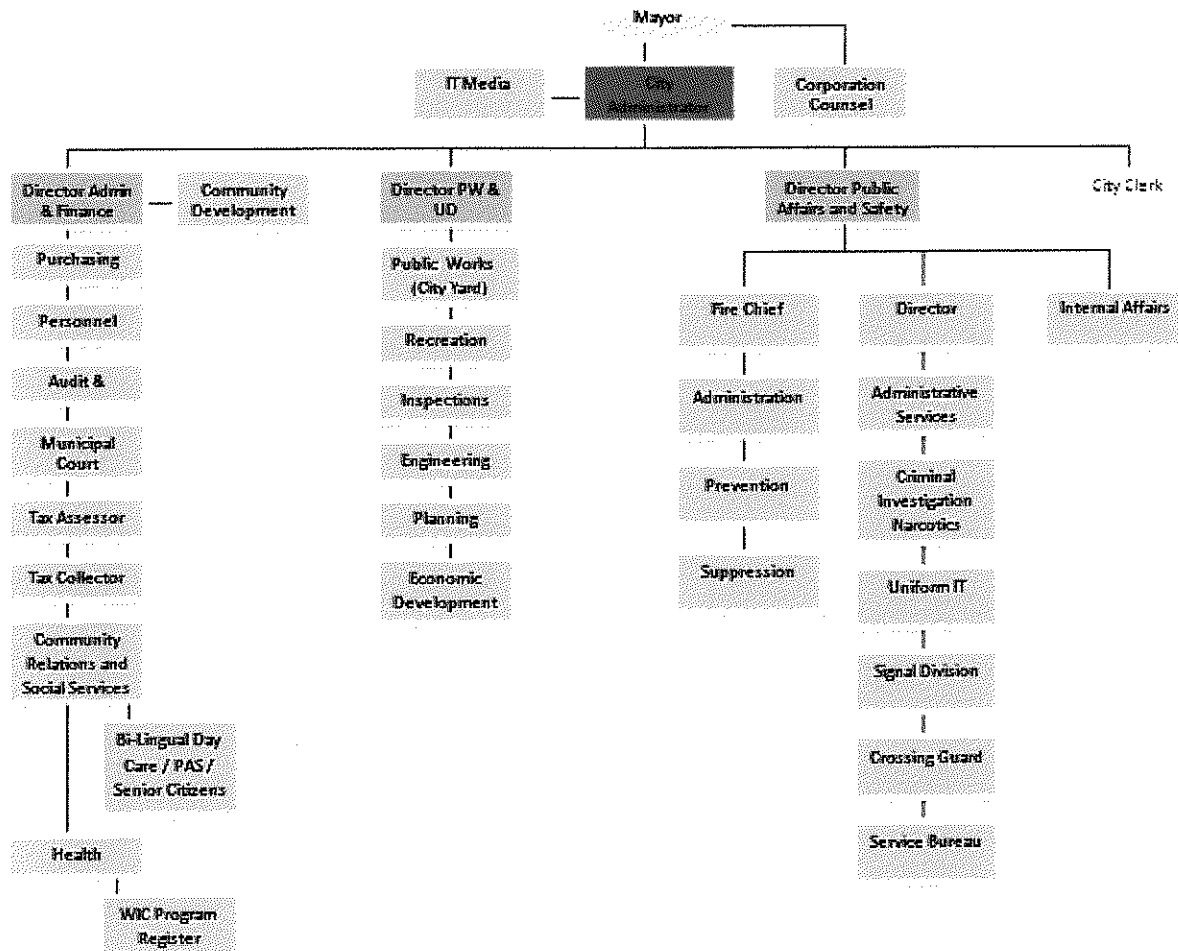 Mayor
IT Media
City
Administrator
Corporation
Counsel
Director Admin
& Finance
Community
Development
Director PW &
UD
Director Public
Affairs and Safety
City Clerk
Purchasing
Personnel
Audit &
Municipal
Court
Tax Assessor
Tax Collector
Community
Relations and
Social Services
Bi-Lingual Day
Care / PAS /
Senior Citizens
Health
WIC Program
Register
Public Works
(City Yard)
Recreation
Inspections
Engineering
Planning
Economic
Development
Fire Chief
Administration
Prevention
Suppression
Director
Administrative
Services
Criminal
Investigation
Narcotics
Uniform IT
Signal Division
Crossing Guard
Service Bureau
Internal Affairs